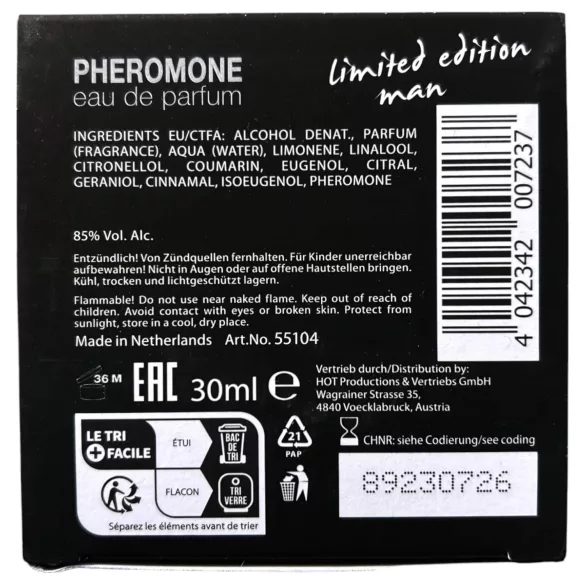 PHEROMONE
eau de parfum
limited edition
man
INGREDIENTS EU/CTFA: ALCOHOL DENAT., PARFUM
(FRAGRANCE), AQUA (WATER), LIMONENE, LINALOOL,
CITRONELLOL, COUMARIN, EUGENOL, CITRAL,
GERANIOL, CINNAMAL, ISOEUGENOL, PHEROMONE
4 042342 007237
85% Vol. Alc.
Entzündlich! Von Zündquellen fernhalten. Für Kinder unerreichbar
aufbewahren! Nicht in Augen oder auf offene Hautstellen bringen.
Kühl, trocken und lichtgeschützt lagern.
Flammable! Do not use near naked flame. Keep out of reach of
children. Avoid contact with eyes or broken skin. Protect from
sunlight, store in a cool, dry place.
Made in Netherlands Art.No. 55104
36 M EAC 30ml e
Vertrieb durch/Distribution by:
HOT Productions & Vertriebs GmbH
Wagrainer Strasse 35,
4840 Voecklabruck, Austria
LE TRI
+ FACILE
ÉTUI
BAC
DE
TRI
FLACON
TRI
VERRE
Séparez les éléments avant de trier
21
PAP
CHNR: siehe Codierung/see coding
89230726